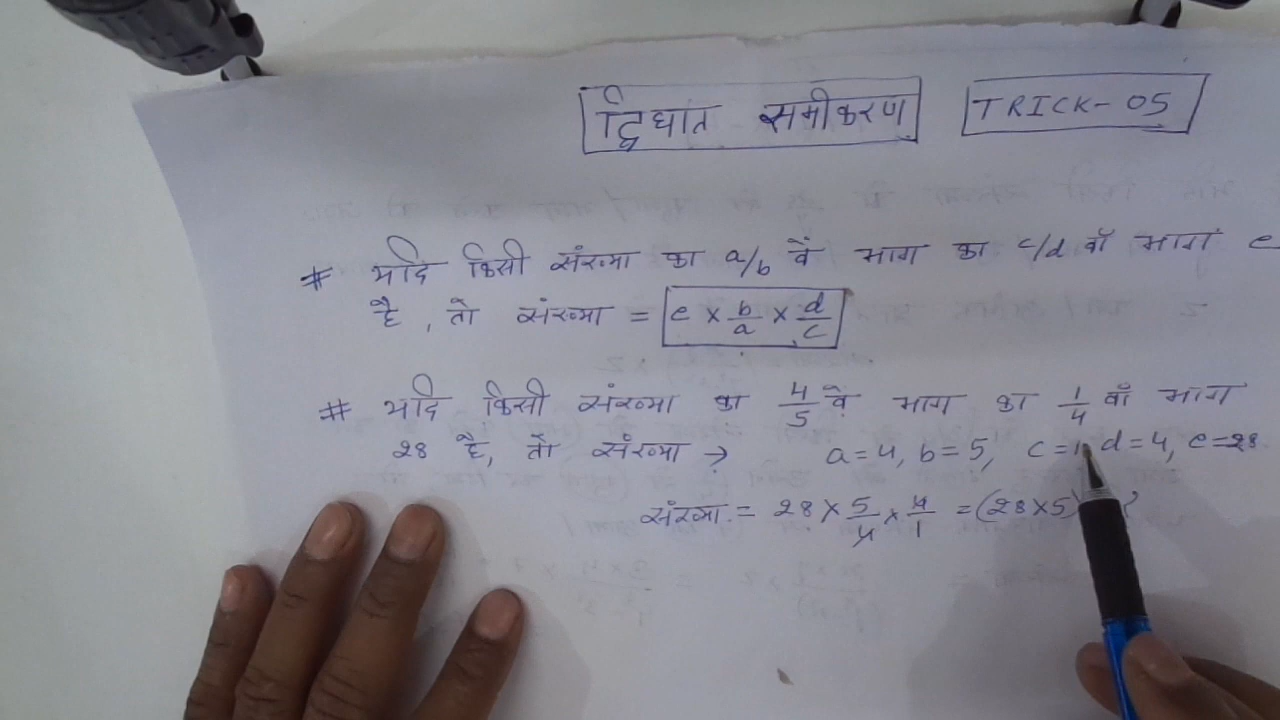 द्विघात समीकरण TRICK-05
# यदि किसी संख्या का a/b वें भाग का c/d वाँ भाग e
है, तो संख्या = e × b/a × d/c
# यदि किसी संख्या का 4/5 वें भाग का 1/4 वाँ भाग
28 है, तो संख्या → a=4, b=5, c=1 d=4, e=28
संख्या = 28 × 5/4 × 4/1 = (28×5)